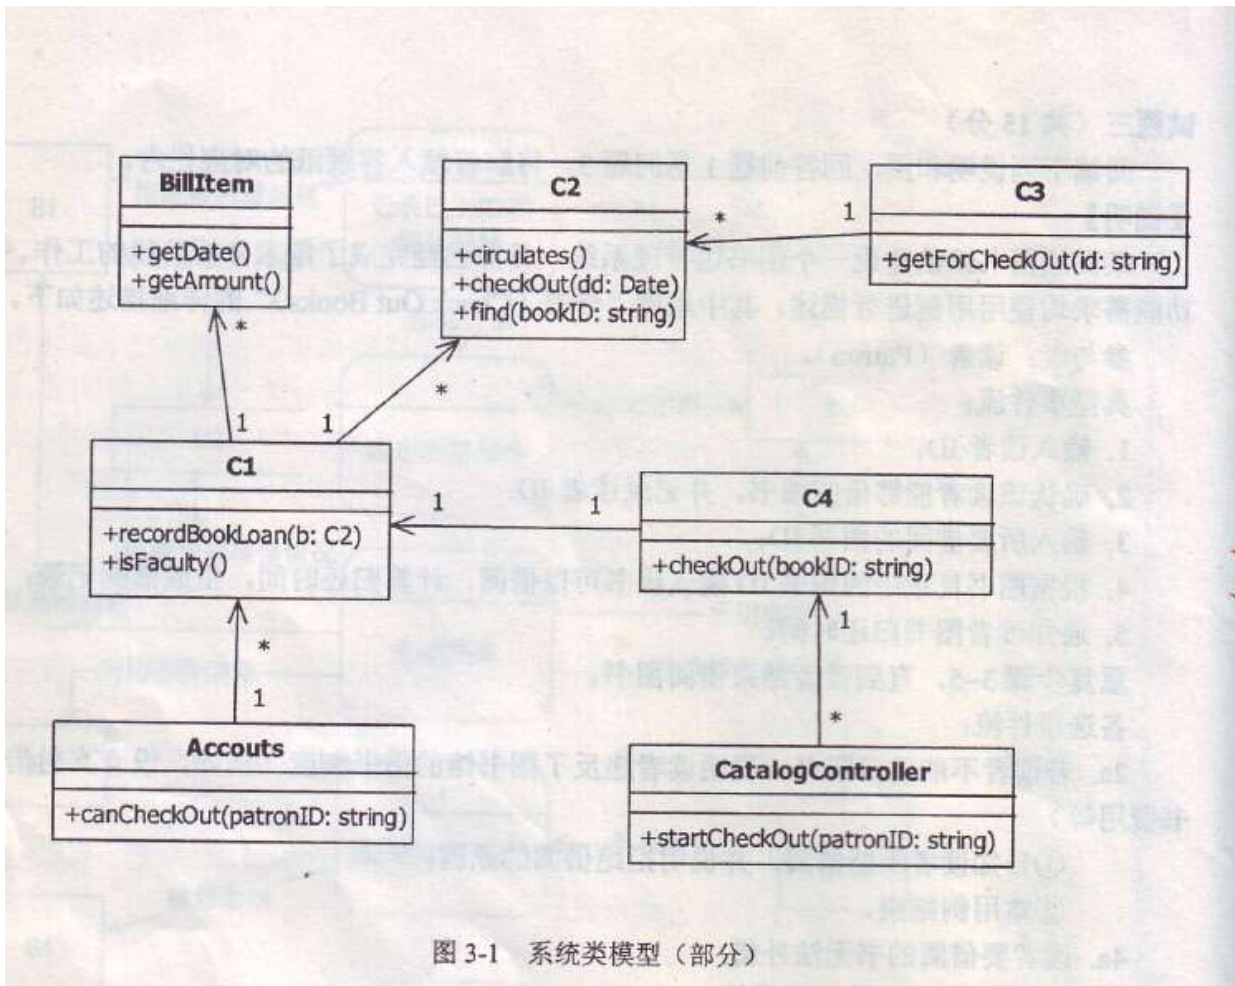 BillItem
+getDate()
+getAmount()
C2
+circulates()
+checkOut(dd: Date)
+find(bookID: string)
C3
+getForCheckOut(id: string)
*
1
*
*
1
1
C1
+recordBookLoan(b: C2)
+isFaculty()
1
1
C4
+checkOut(bookID: string)
*
1
1
*
Accouts
+canCheckOut(patronID: string)
CatalogController
+startCheckOut(patronID: string)
图 3-1 系统类模型（部分）